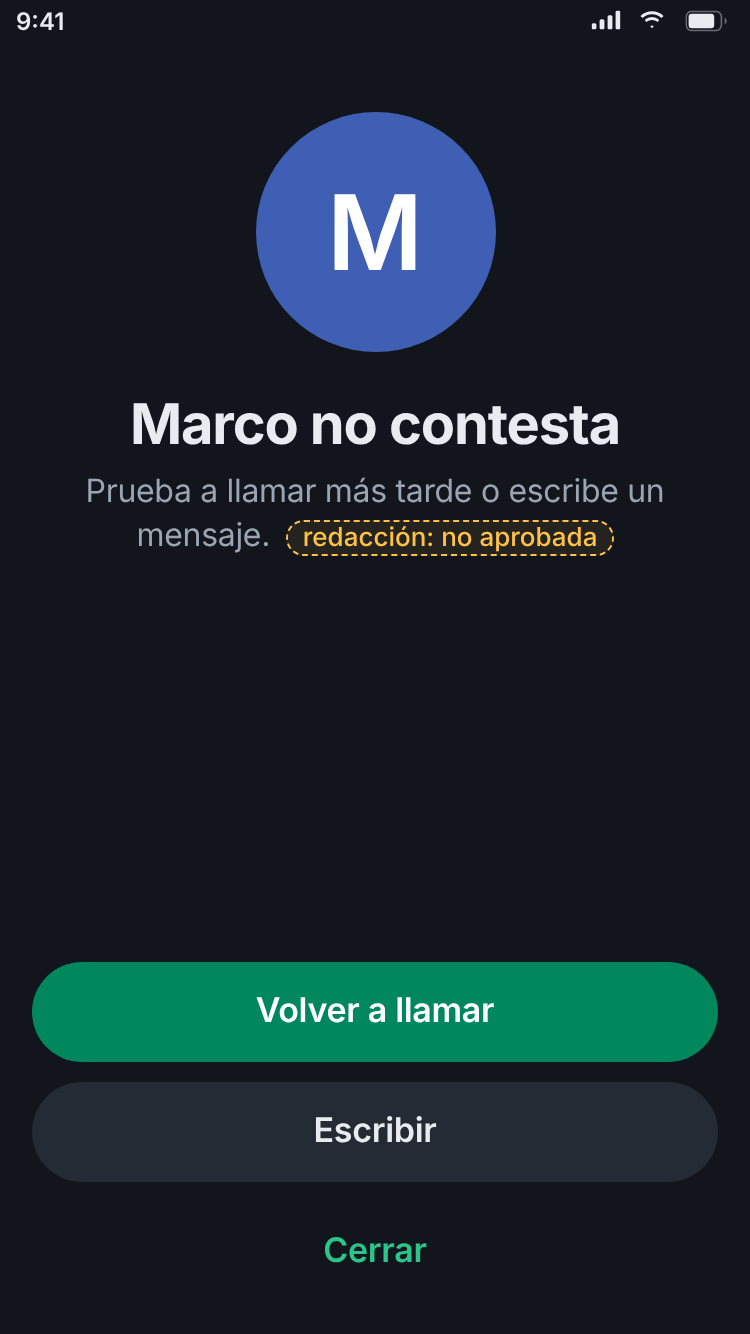 9:41
M
Marco no contesta
Prueba a llamar más tarde o escribe un
mensaje. redacción: no aprobada
Volver a llamar
Escribir
Cerrar